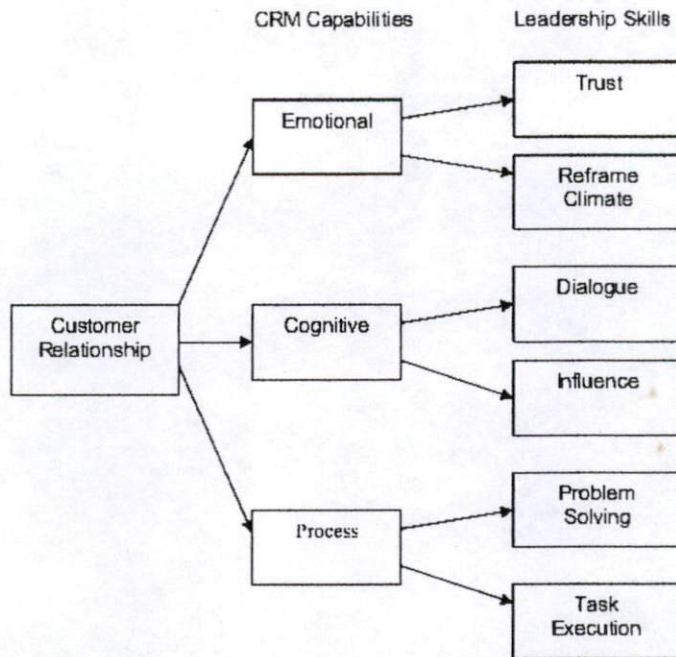 CRM Capabilities
Leadership Skills
Trust
Emotional
Reframe
Climate
Dialogue
Customer
Relationship
Cognitive
Influence
Problem
Solving
Process
Task
Execution